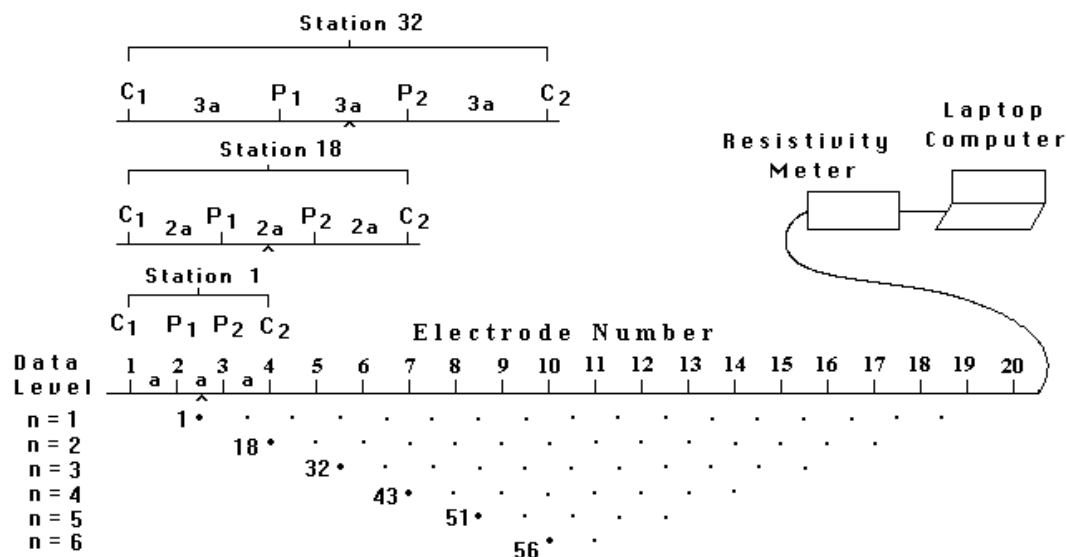 Station 32
C1 P1 P2 C2
3a 3a 3a
Station 18
C1 P1 P2 C2
2a 2a 2a
Station 1
C1 P1 P2 C2
Resistivity
Meter
Laptop
Computer
Electrode Number
Data
Level
1 2 3 4 5 6 7 8 9 10 11 12 13 14 15 16 17 18 19 20
a a a
n = 1 1
n = 2 18
n = 3 32
n = 4 43
n = 5 51
n = 6 56